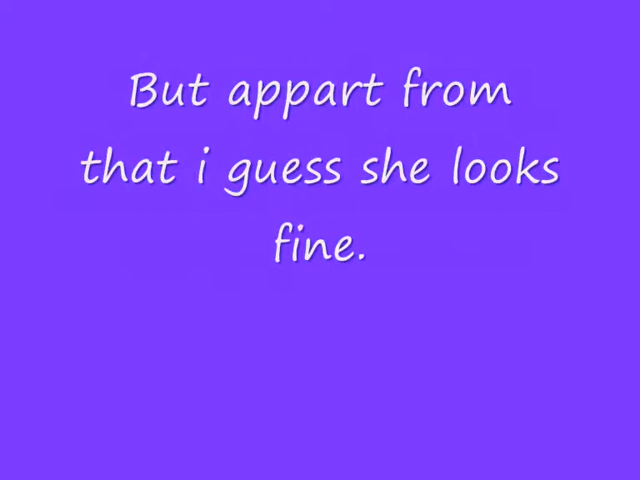 But appart from
that i guess she looks
fine.